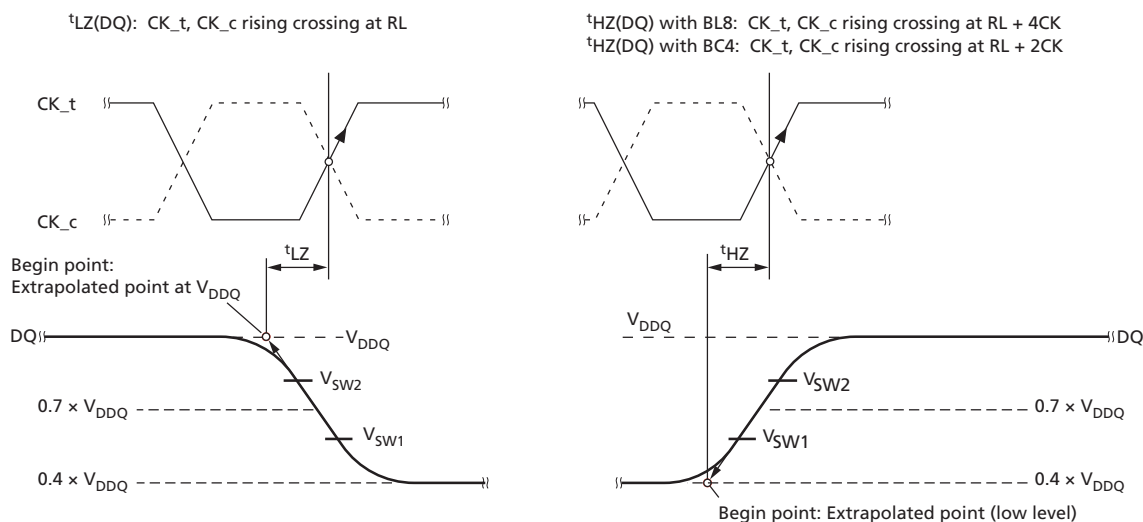 tLZ(DQ): CK_t, CK_c rising crossing at RL
tHZ(DQ) with BL8: CK_t, CK_c rising crossing at RL + 4CK
tHZ(DQ) with BC4: CK_t, CK_c rising crossing at RL + 2CK
CK_t
CK_c
tLZ
tHZ
Begin point:
Extrapolated point at VDDQ
DQ
VDDQ
VDDQ
DQ
VSW2
VSW2
0.7 × VDDQ
0.7 × VDDQ
VSW1
VSW1
0.4 × VDDQ
0.4 × VDDQ
Begin point: Extrapolated point (low level)